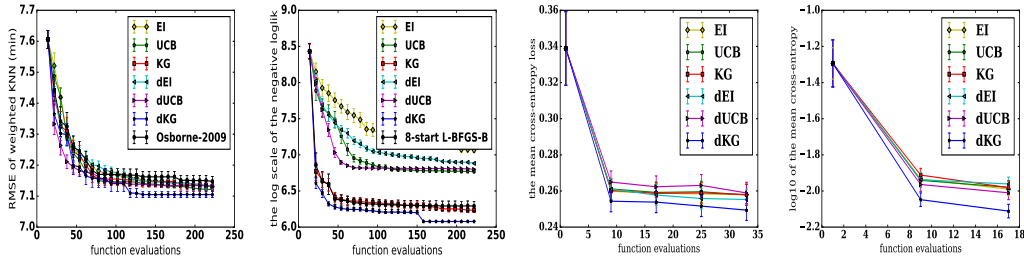 RMSE of weighted KNN (min)
7.7
7.6
7.5
7.4
7.3
7.2
7.1
7.0
0 50 100 150 200 250
function evaluations
EI
UCB
KG
dEI
dUCB
dKG
Osborne-2009
the log scale of the negative loglik
9.0
8.5
8.0
7.5
7.0
6.5
6.0
0 50 100 150 200 250
function evaluations
EI
UCB
KG
dEI
dUCB
dKG
8-start L-BFGS-B
the mean cross-entropy loss
0.36
0.34
0.32
0.30
0.28
0.26
0.24
0 5 10 15 20 25 30 35
function evaluations
EI
UCB
KG
dEI
dUCB
dKG
log10 of the mean cross-entropy
−1.0
−1.2
−1.4
−1.6
−1.8
−2.0
−2.2
0 2 4 6 8 10 12 14 16 18
function evaluations
EI
UCB
KG
dEI
dUCB
dKG